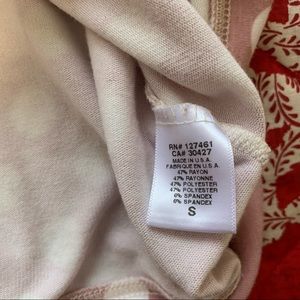 RN# 127461
CA# 30427
MADE IN U.S.A.
FABRIQUE EN U.S.A.
47% RAYON
47% RAYONNE
47% POLYESTER
47% POLYESTER
6% SPANDEX
6% SPANDEX
S